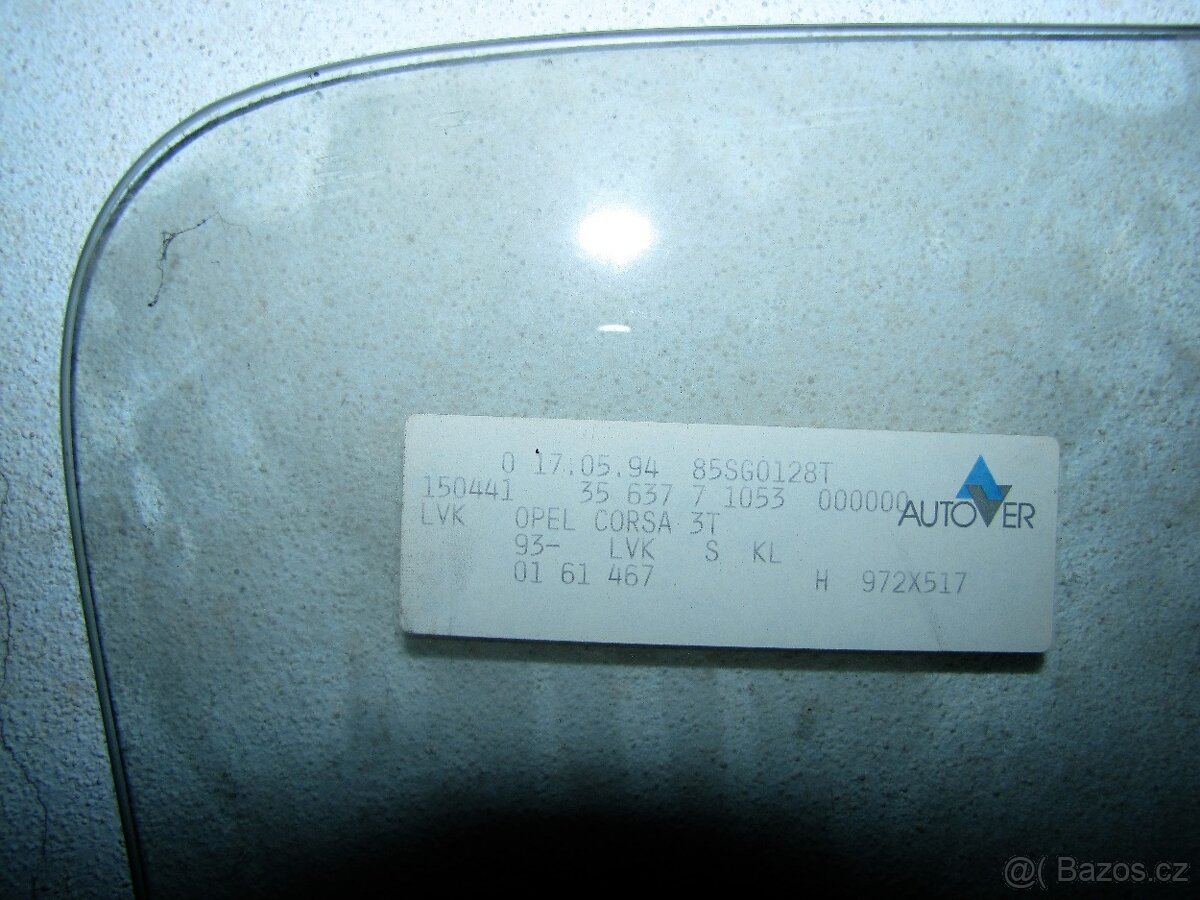 0 17:05.94 85SG0128T
150441 35 637 7 1053 000000
LVK OPEL CORSA 3T
93- LVK S KL
01 61 467 H 972X517
AUTOVER
@( Bazos.cz